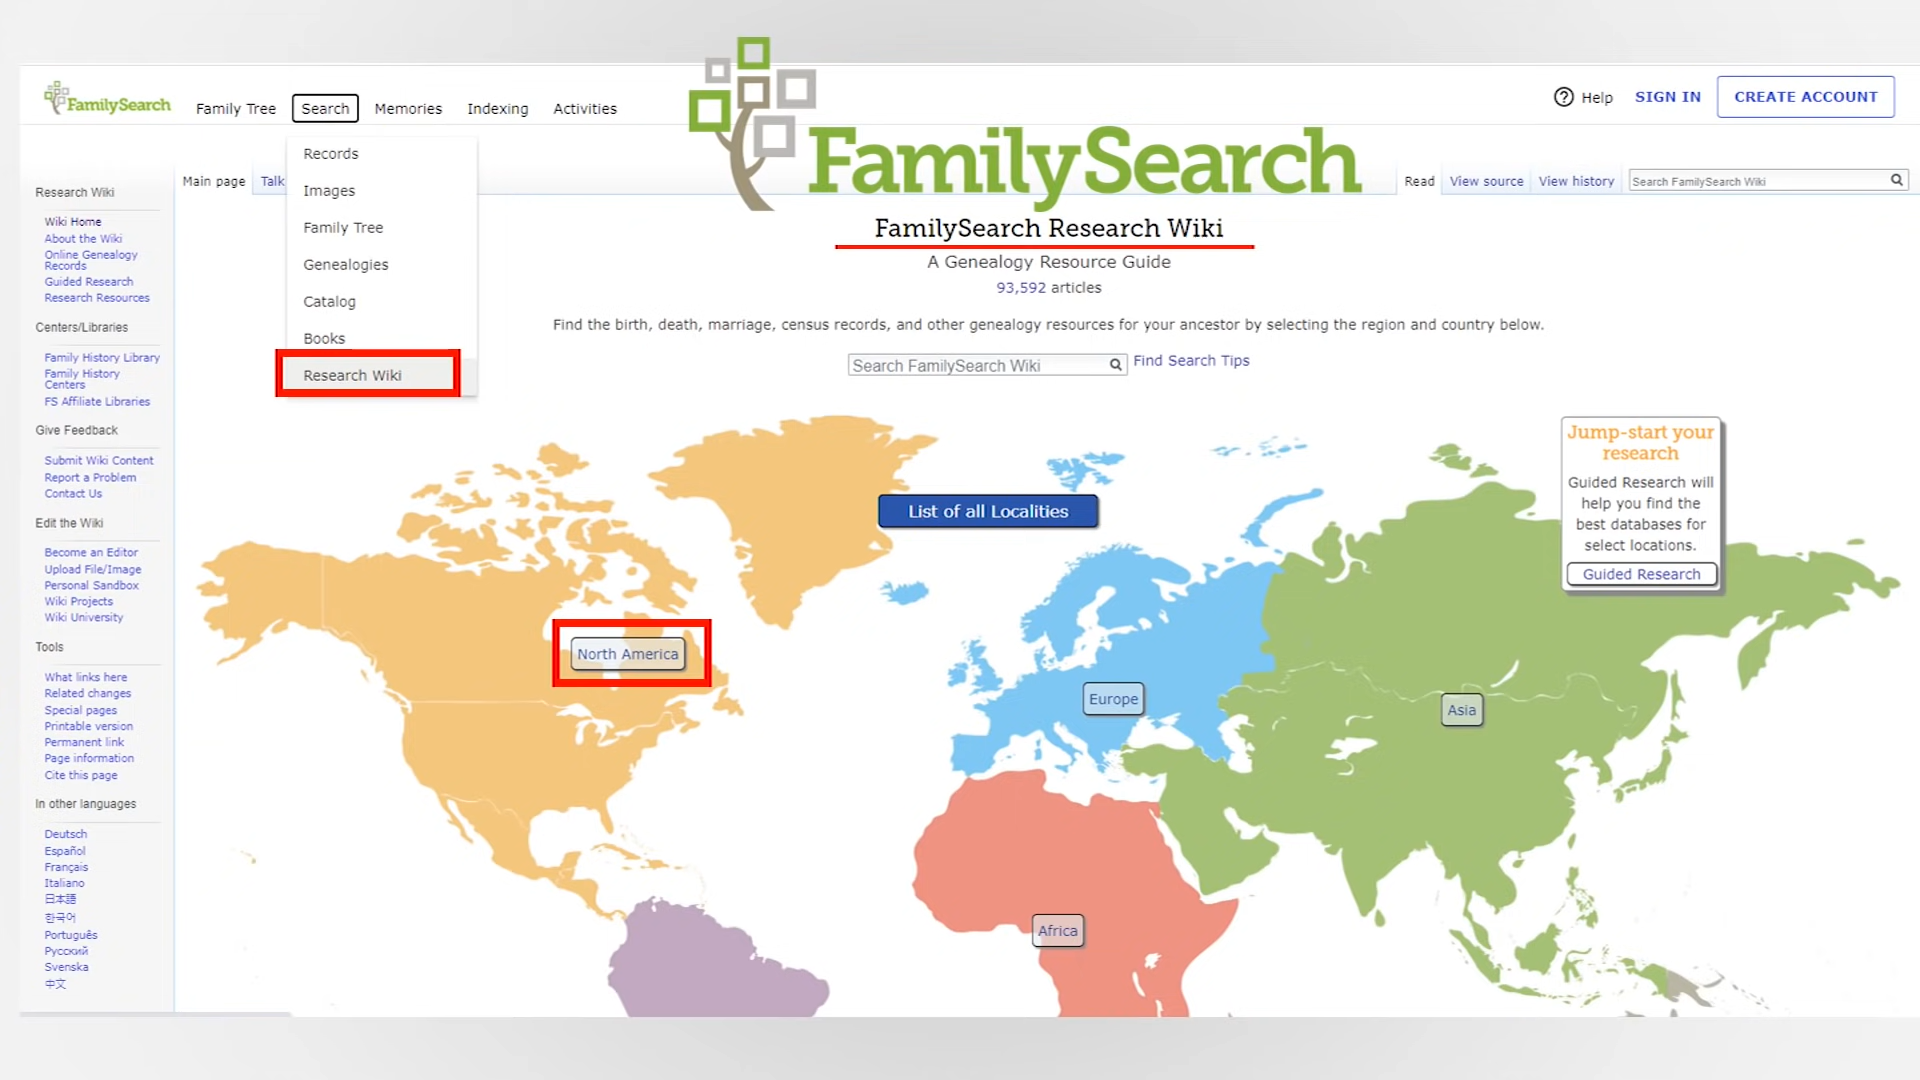 FamilySearch
Family Tree
Search
Memories
Indexing
Activities
FamilySearch
Help
SIGN IN
CREATE ACCOUNT
Records
Images
Family Tree
Genealogies
Catalog
Books
Research Wiki
Main page
Talk
Read
View source
View history
Search FamilySearch Wiki
Research Wiki
Wiki Home
About the Wiki
Online Genealogy
Records
Guided Research
Research Resources
Centers/Libraries
Family History Library
Family History
Centers
FS Affiliate Libraries
Give Feedback
Submit Wiki Content
Report a Problem
Contact Us
Edit the Wiki
Become an Editor
Upload File/Image
Personal Sandbox
Wiki Projects
Wiki University
Tools
What links here
Related changes
Special pages
Printable version
Permanent link
Page information
Cite this page
In other languages
Deutsch
Español
Français
Italiano
日本語
한국어
Português
Русский
Svenska
中文
FamilySearch Research Wiki
A Genealogy Resource Guide
93,592 articles
Find the birth, death, marriage, census records, and other genealogy resources for your ancestor by selecting the region and country below.
Search FamilySearch Wiki
Find Search Tips
List of all Localities
Jump-start your
research
Guided Research will
help you find the
best databases for
select locations.
Guided Research
North America
Europe
Asia
Africa